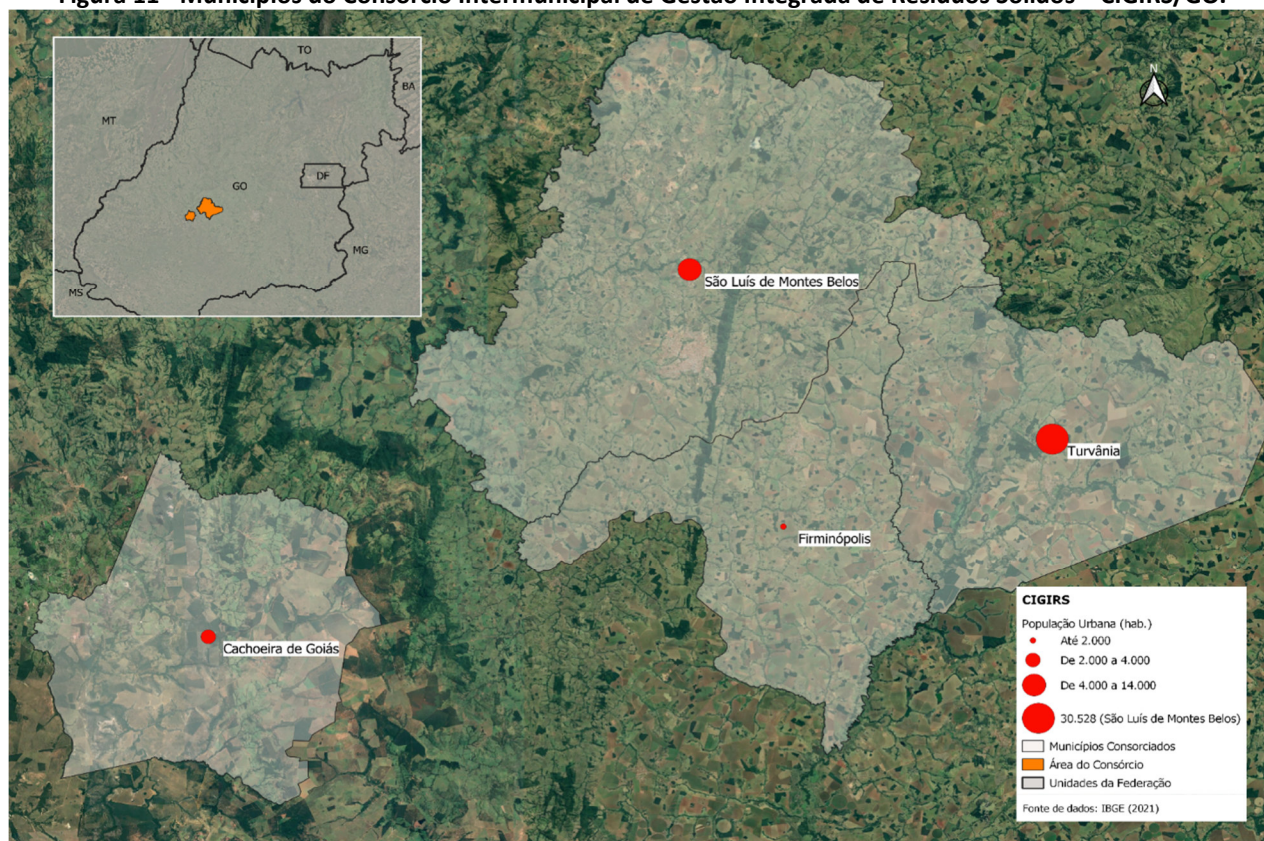 Figura 11 - Municípios do Consórcio Intermunicipal de Gestão Integrada de Resíduos Sólidos – CIGIRS/GO.
TO
BA
MT
GO
DF
MG
MS
N
São Luís de Montes Belos
Turvânia
Firminópolis
Cachoeira de Goiás
CIGIRS
População Urbana (hab.)
Até 2.000
De 2.000 a 4.000
De 4.000 a 14.000
30.528 (São Luís de Montes Belos)
Municípios Consorciados
Área do Consórcio
Unidades da Federação
Fonte de dados: IBGE (2021)